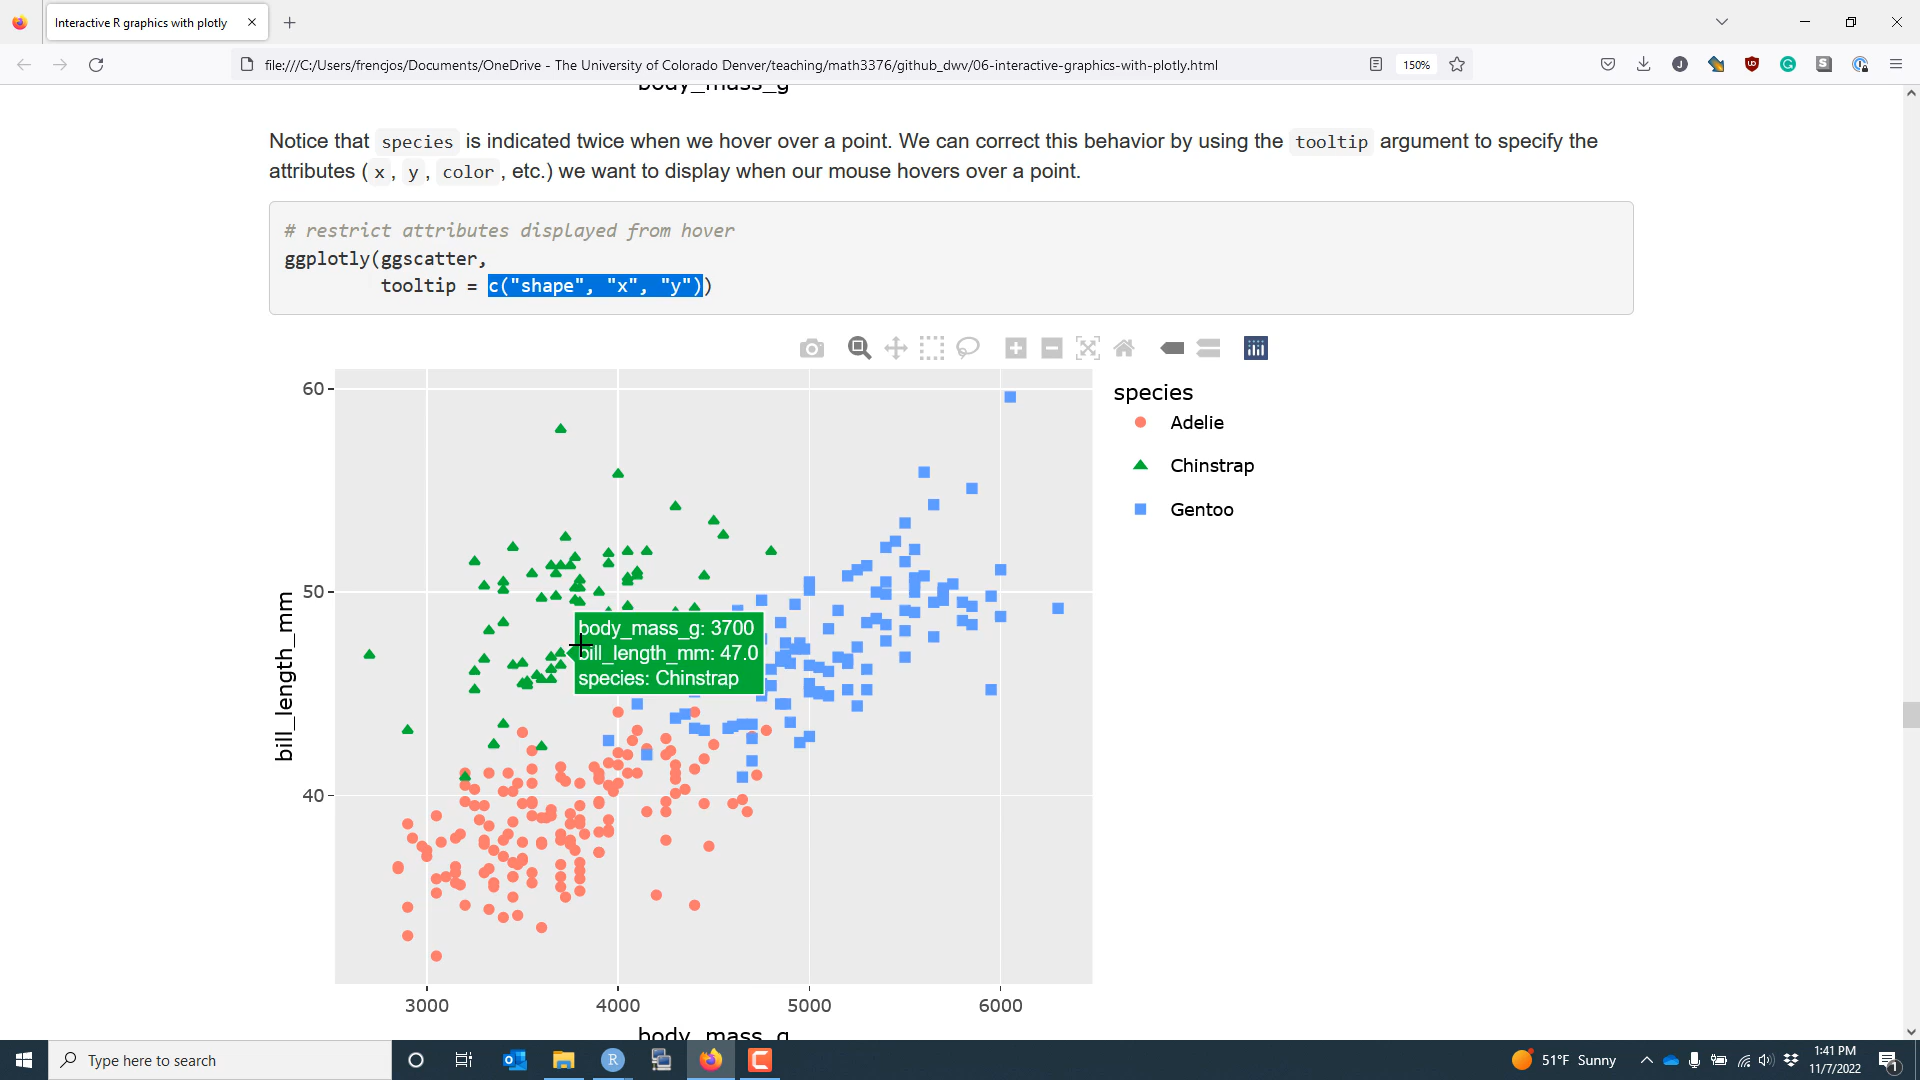 Interactive R graphics with plotly
file:///C:/Users/frencjos/Documents/OneDrive - The University of Colorado Denver/teaching/math3376/github_dwv/06-interactive-graphics-with-plotly.html
150%
body_mass_g
Notice that species is indicated twice when we hover over a point. We can correct this behavior by using the tooltip argument to specify the
attributes ( x , y , color , etc.) we want to display when our mouse hovers over a point.
# restrict attributes displayed from hover
ggplotly(ggscatter,
tooltip = c("shape", "x", "y"))
60
50
40
bill_length_mm
body_mass_g: 3700
bill_length_mm: 47.0
species: Chinstrap
species
Adelie
Chinstrap
Gentoo
3000 4000 5000 6000
body_mass_g
Type here to search
51°F Sunny
1:41 PM
11/7/2022